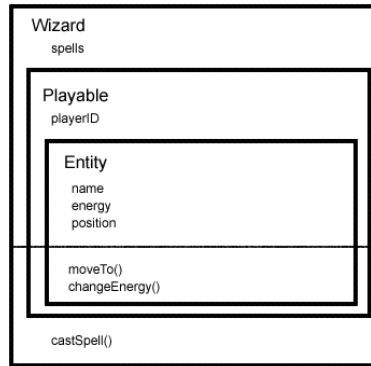 Wizard
spells
Playable
playerID
Entity
name
energy
position
moveTo()
changeEnergy()
castSpell()